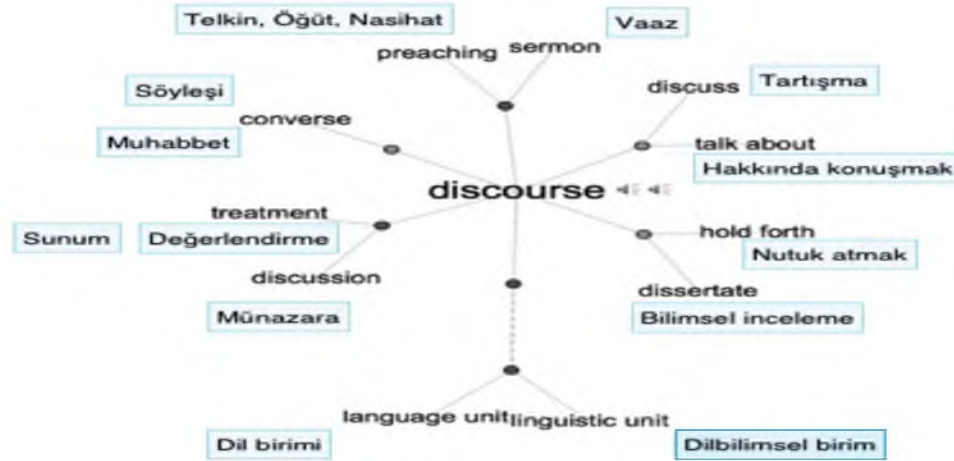 Telkin, Öğüt, Nasihat
Vaaz
preaching sermon
Söyleşi
discuss
Tartışma
converse
Muhabbet
talk about
Hakkında konuşmak
discourse
treatment
hold forth
Sunum
Değerlendirme
Nutuk atmak
discussion
dissertate
Münazara
Bilimsel inceleme
language unit
linguistic unit
Dil birimi
Dilbilimsel birim